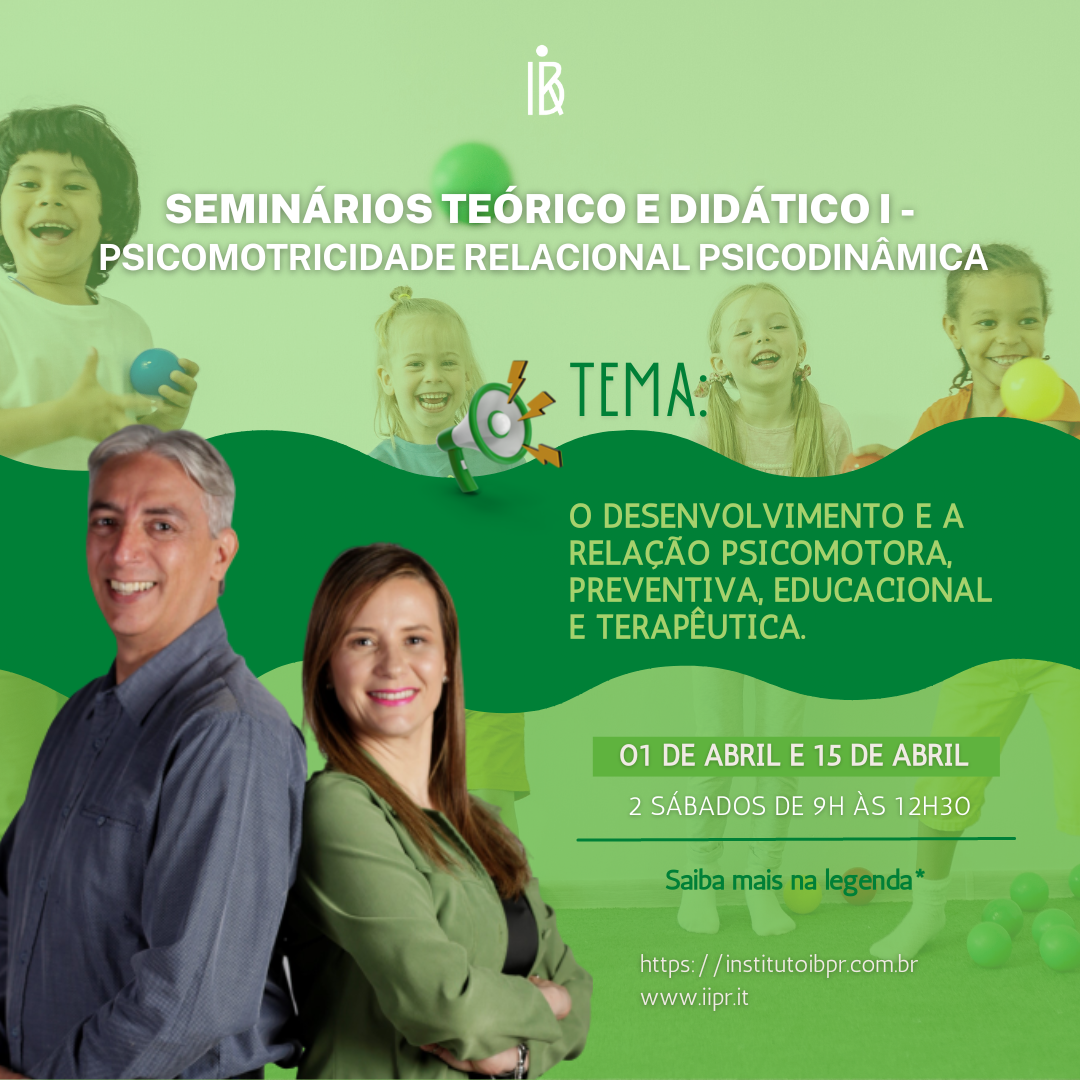 IBR
SEMINÁRIOS TEÓRICO E DIDÁTICO I -
PSICOMOTRICIDADE RELACIONAL PSICODINÂMICA
TEMA:
O DESENVOLVIMENTO E A
RELAÇÃO PSICOMOTORA,
PREVENTIVA, EDUCACIONAL
E TERAPÊUTICA.
01 DE ABRIL E 15 DE ABRIL
2 SÁBADOS DE 9H ÀS 12H30
Saiba mais na legenda*
https://institutoibpr.com.br
www.iipr.it